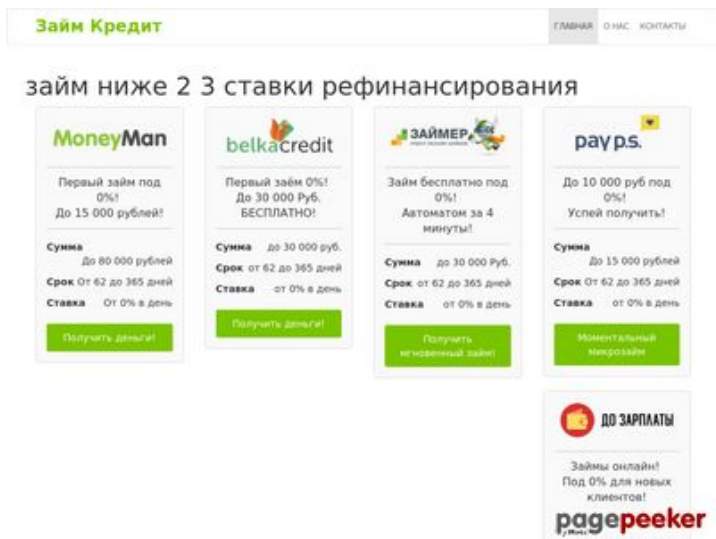 Займ Кредит
ГЛАВНАЯ О НАС. КОНТАКТЫ
займ ниже 2 3 ставки рефинансирования
MoneyMan
Первый займ под
0%!
До 15 000 рублей!
Сумма
До 80 000 рублей
Срок От 62 до 365 дней
Ставка От 0% в день
Получить деньги!
belkacredit
Первый заём 0%!
До 30 000 Руб.
БЕСПЛАТНО!
Сумма до 30 000 руб.
Срок от 62 до 365 дней
Ставка от 0% в день
Получить деньги!
ЗАЙМЕР
Займ бесплатно под
0%!
Автоматом за 4
минуты!
Сумма до 30 000 Руб.
Срок от 62 до 365 дней
Ставка от 0% в день
Получить
мгновенный займ!
pay p.s.
До 10 000 руб под
0%!
Успей получить!
Сумма
До 15 000 рублей
Срок От 62 до 365 дней
Ставка от 0% в день
Моментальный
микрозайм
ДО ЗАРПЛАТЫ
Займы онлайн!
Под 0% для новых
клиентов!
pagepeeker